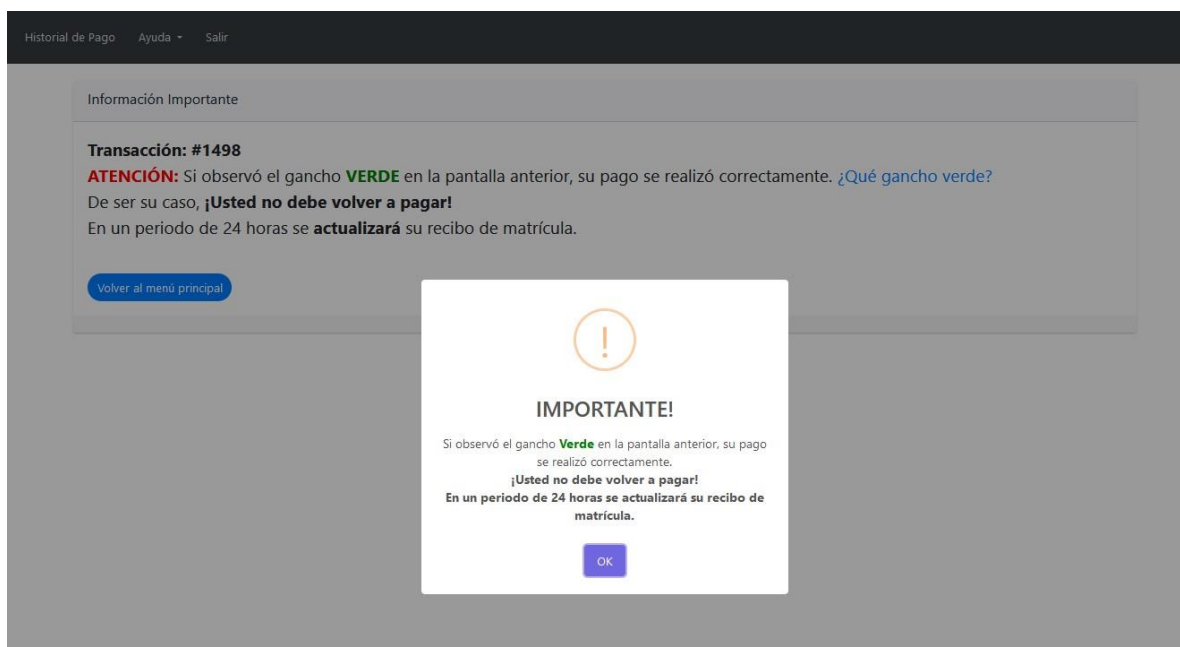 Historial de Pago Ayuda Salir
Información Importante
Transacción: #1498
ATENCIÓN: Si observó el gancho VERDE en la pantalla anterior, su pago se realizó correctamente. ¿Qué gancho verde?
De ser su caso, ¡Usted no debe volver a pagar!
En un periodo de 24 horas se actualizará su recibo de matrícula.
Volver al menú principal
!
IMPORTANTE!
Si observó el gancho Verde en la pantalla anterior, su pago
se realizó correctamente.
¡Usted no debe volver a pagar!
En un periodo de 24 horas se actualizará su recibo de
matrícula.
OK